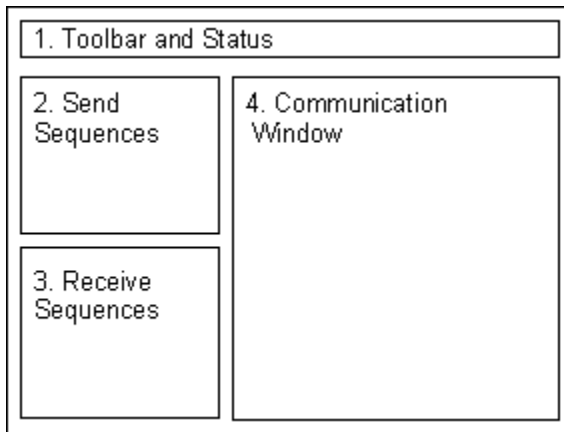 1. Toolbar and Status
2. Send
Sequences
3. Receive
Sequences
4. Communication
Window